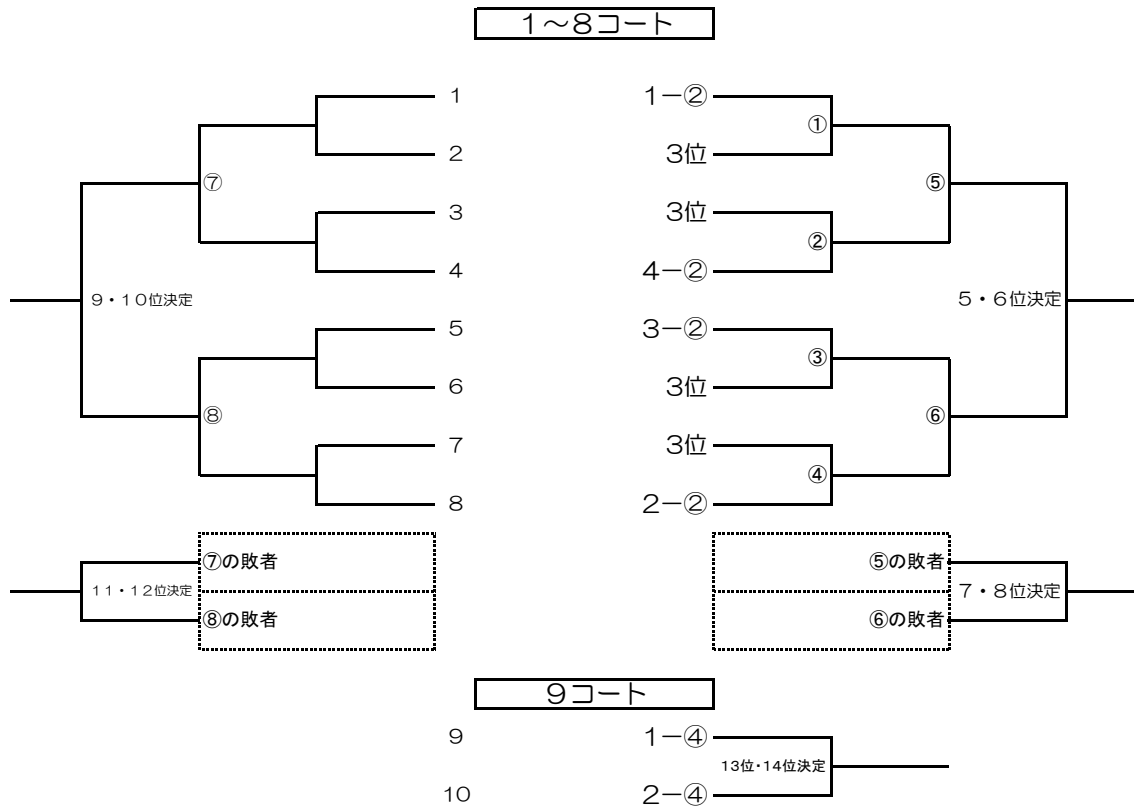 1～8コート
1 1－②
①
2 3位
⑦ ⑤
3 3位
②
4 4－②
9・10位決定 5・6位決定
5 3－②
③
6 3位
⑧ ⑥
7 3位
④
8 2－②
⑦の敗者 ⑤の敗者
11・12位決定 7・8位決定
⑧の敗者 ⑥の敗者
9コート
9 1－④
13位・14位決定
10 2－④